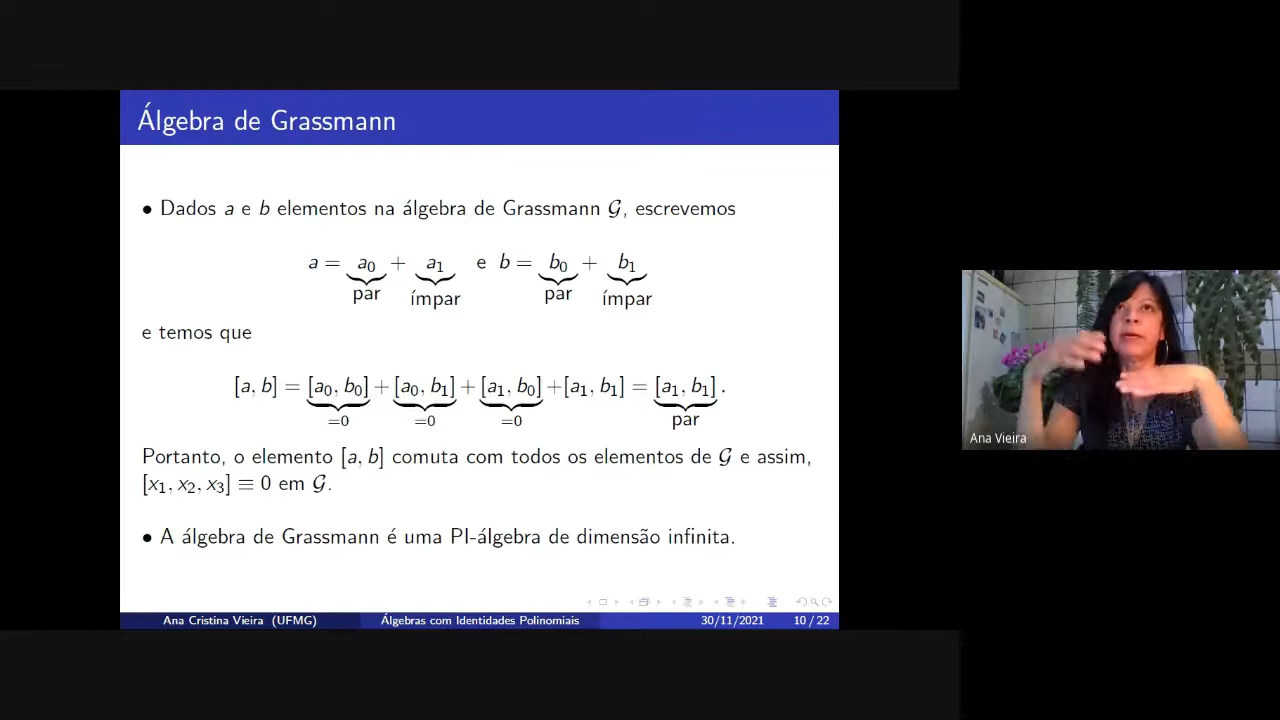 Álgebra de Grassmann
• Dados a e b elementos na álgebra de Grassmann 𝒢, escrevemos
a = a₀ + a₁ e b = b₀ + b₁
par ímpar par ímpar
e temos que
[a, b] = [a₀, b₀] + [a₀, b₁] + [a₁, b₀] + [a₁, b₁] = [a₁, b₁].
=0 =0 =0 par
Portanto, o elemento [a, b] comuta com todos os elementos de 𝒢 e assim,
[x₁, x₂, x₃] ≡ 0 em 𝒢.
• A álgebra de Grassmann é uma PI-álgebra de dimensão infinita.
Ana Cristina Vieira (UFMG) Álgebras com Identidades Polinomiais 30/11/2021 10 / 22
Ana Vieira